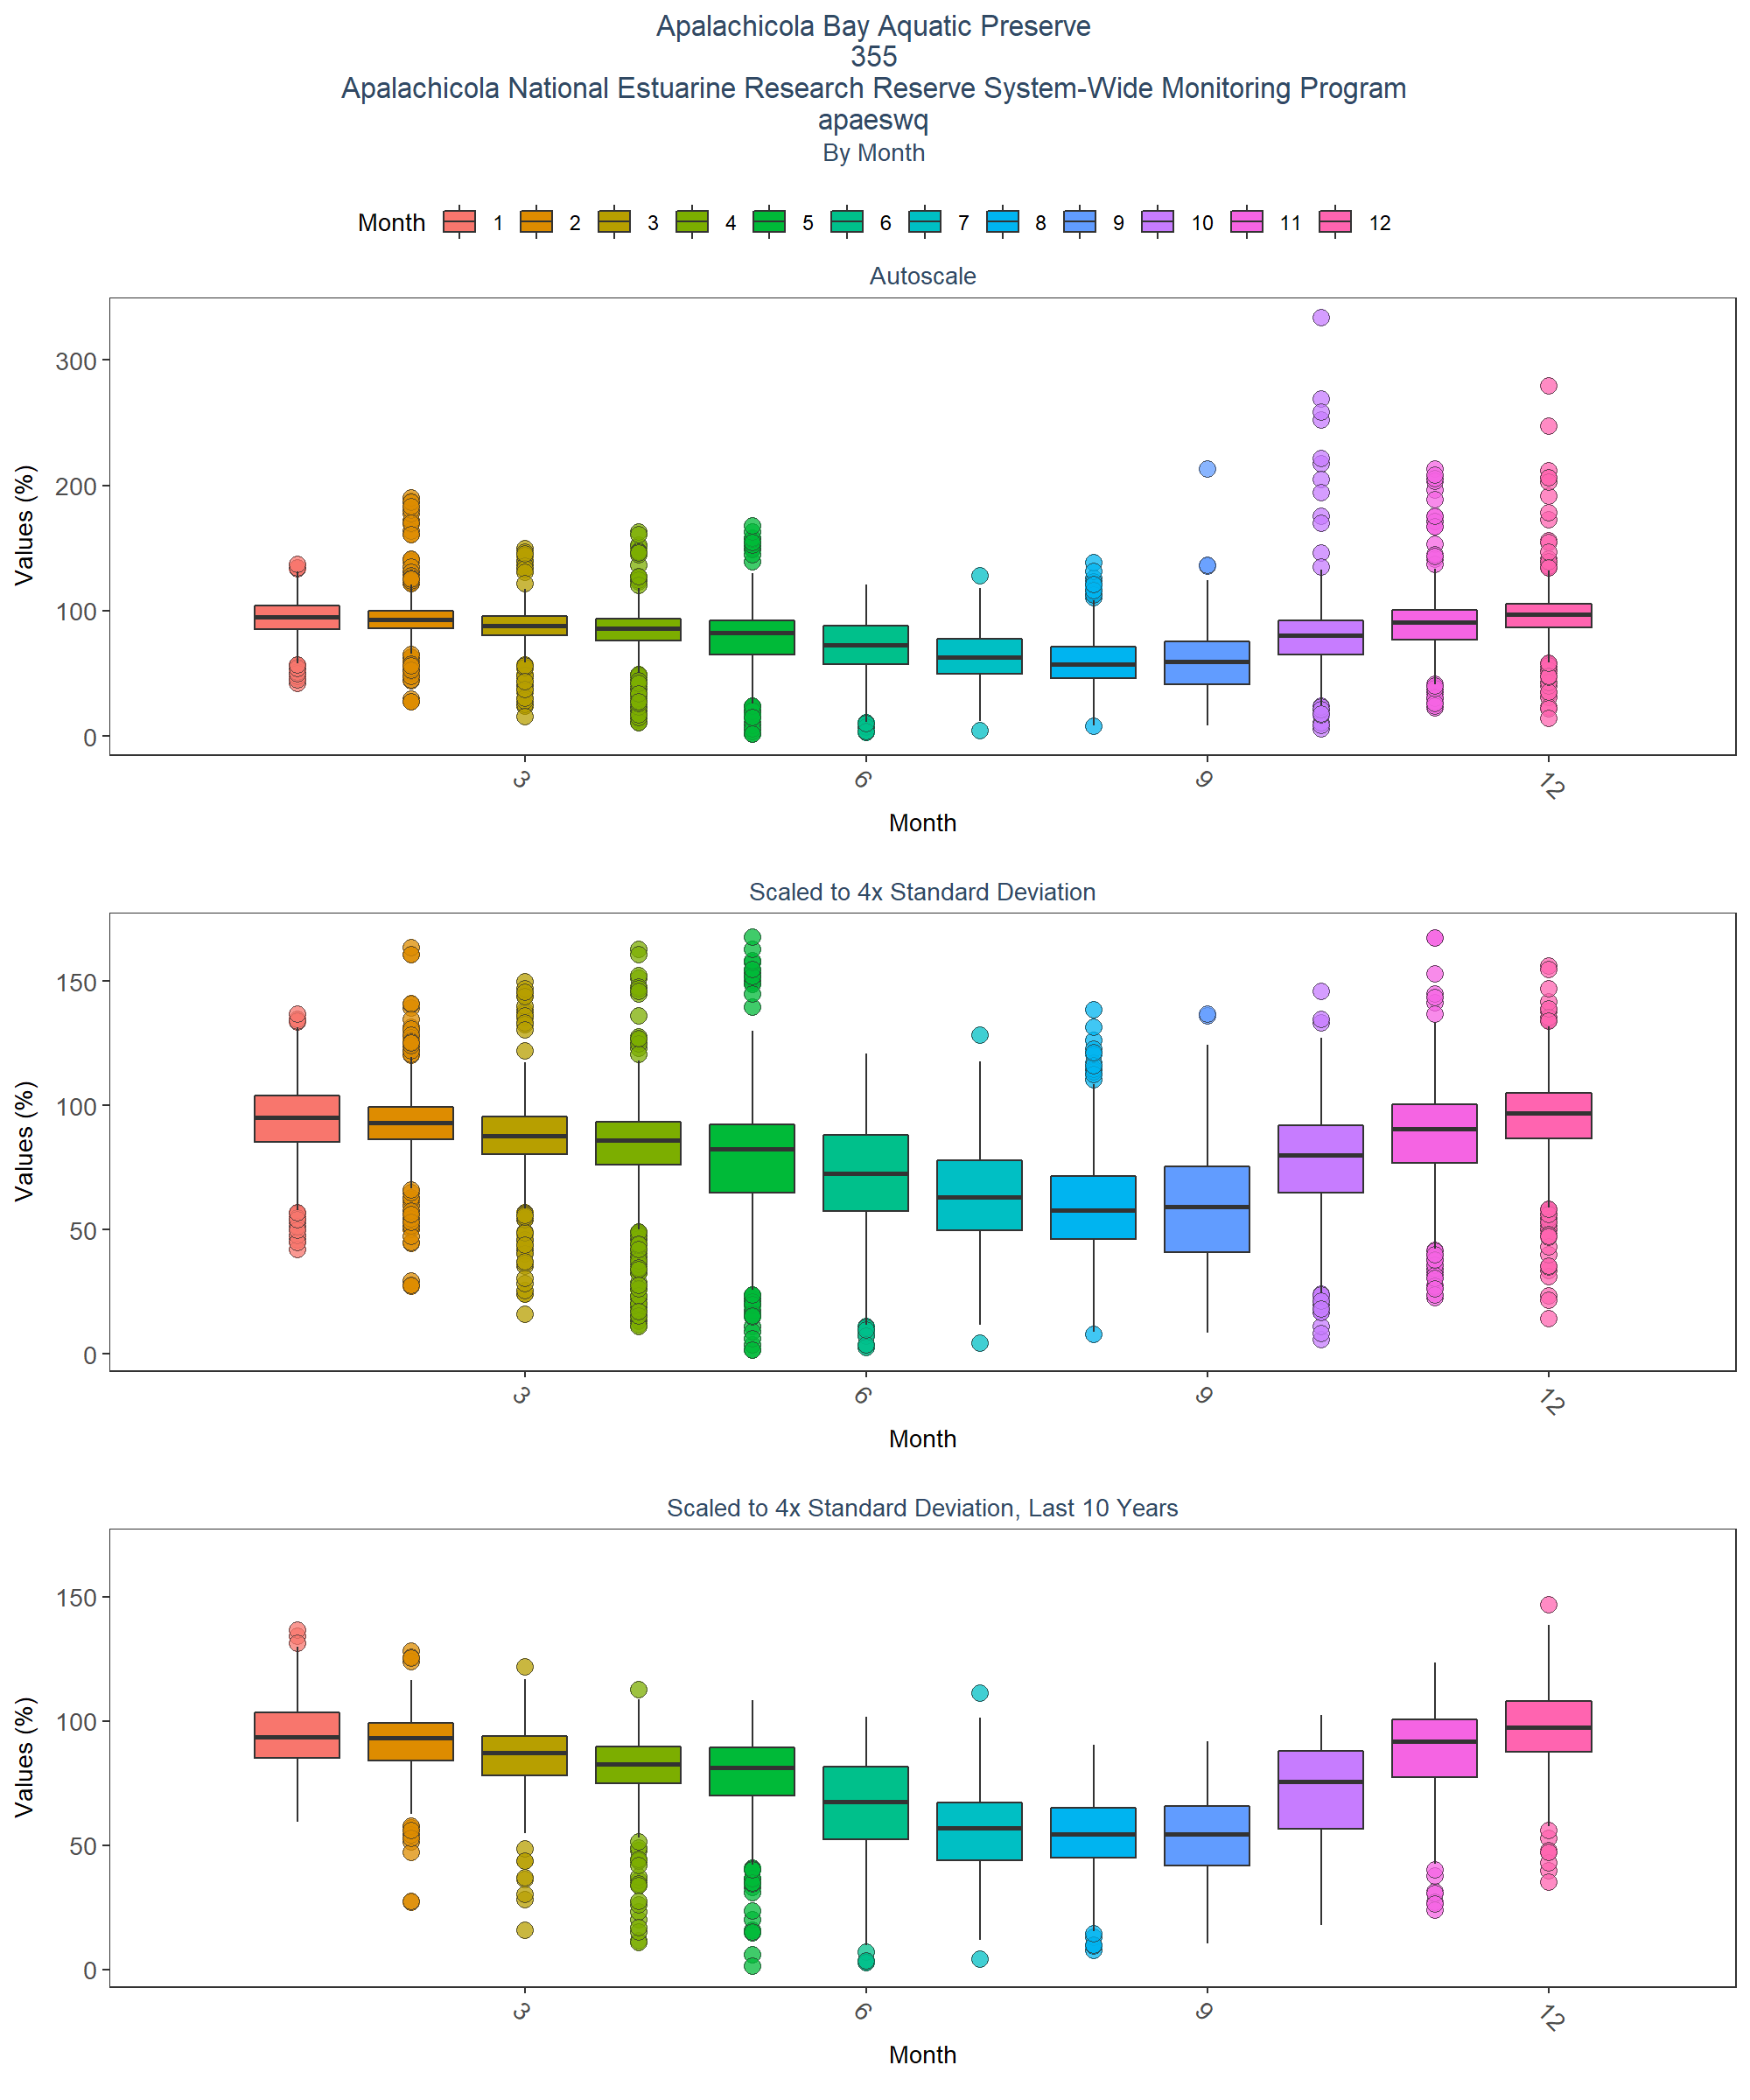 Apalachicola Bay Aquatic Preserve
355
Apalachicola National Estuarine Research Reserve System-Wide Monitoring Program
apaeswq
By Month
Month 1 2 3 4 5 6 7 8 9 10 11 12
Autoscale
Values (%)
300
200
100
0
3 6 9 12
Month
Scaled to 4x Standard Deviation
Values (%)
150
100
50
0
3 6 9 12
Month
Scaled to 4x Standard Deviation, Last 10 Years
Values (%)
150
100
50
0
3 6 9 12
Month